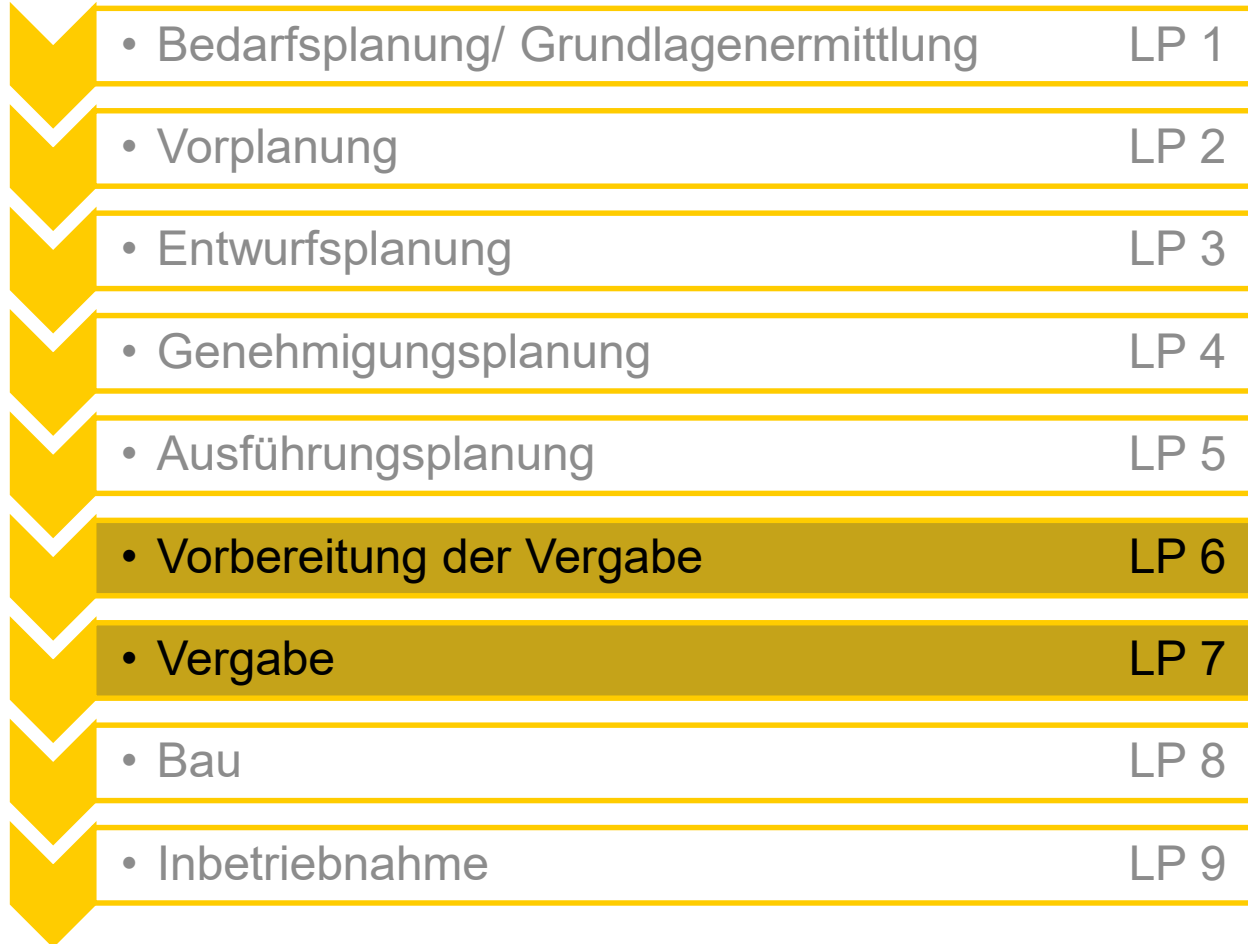 • Bedarfsplanung/ Grundlagenermittlung LP 1
• Vorplanung LP 2
• Entwurfsplanung LP 3
• Genehmigungsplanung LP 4
• Ausführungsplanung LP 5
• Vorbereitung der Vergabe LP 6
• Vergabe LP 7
• Bau LP 8
• Inbetriebnahme LP 9